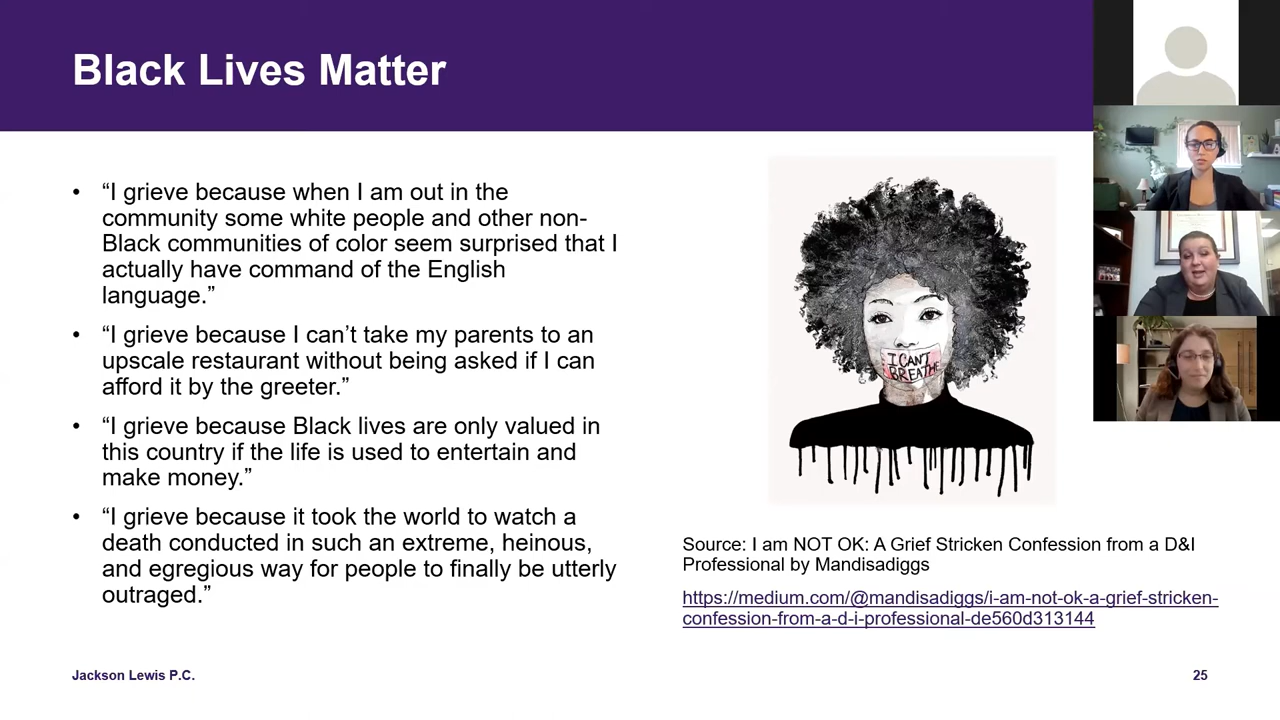 Black Lives Matter
• “I grieve because when I am out in the
community some white people and other non-
Black communities of color seem surprised that I
actually have command of the English
language.”
• “I grieve because I can’t take my parents to an
upscale restaurant without being asked if I can
afford it by the greeter.”
• “I grieve because Black lives are only valued in
this country if the life is used to entertain and
make money.”
• “I grieve because it took the world to watch a
death conducted in such an extreme, heinous,
and egregious way for people to finally be utterly
outraged.”
I CAN'T
BREATHE
Source: I am NOT OK: A Grief Stricken Confession from a D&I
Professional by Mandisadiggs
https://medium.com/@mandisadiggs/i-am-not-ok-a-grief-stricken-
confession-from-a-d-i-professional-de560d313144
Jackson Lewis P.C.
25